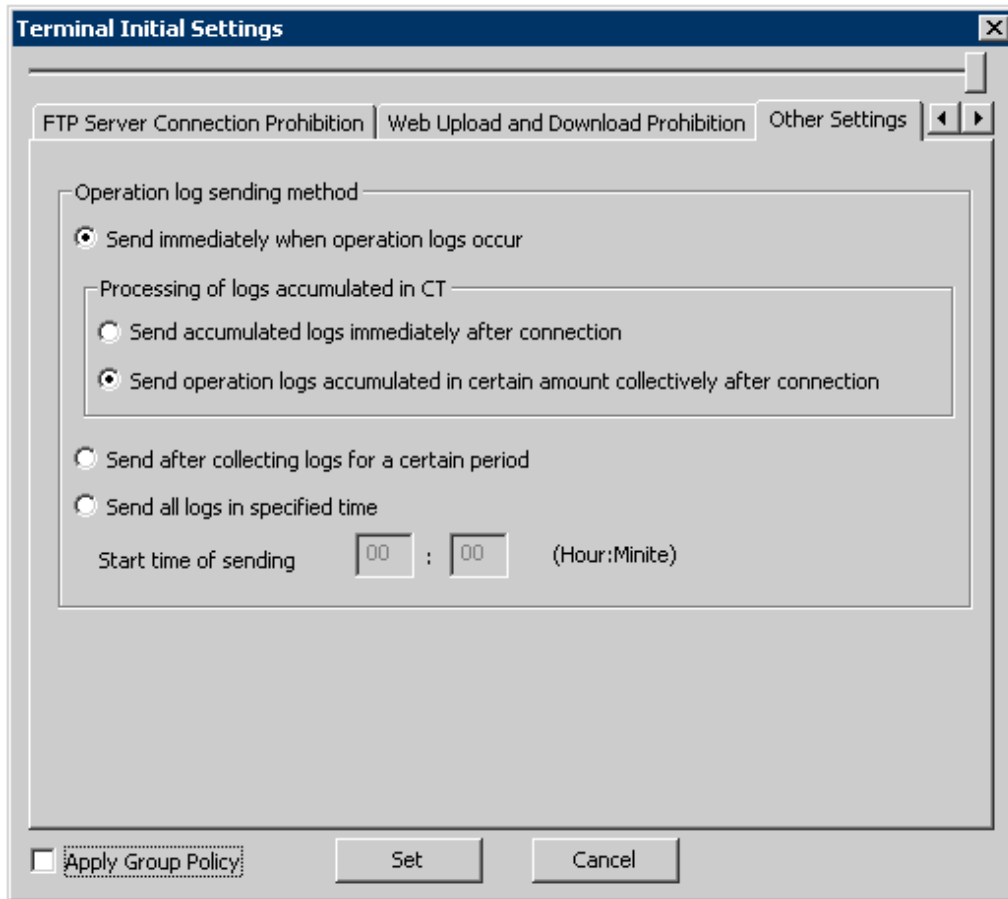 Terminal Initial Settings
FTP Server Connection Prohibition Web Upload and Download Prohibition Other Settings
Operation log sending method
Send immediately when operation logs occur
Processing of logs accumulated in CT
Send accumulated logs immediately after connection
Send operation logs accumulated in certain amount collectively after connection
Send after collecting logs for a certain period
Send all logs in specified time
Start time of sending 00 : 00 (Hour:Minite)
Apply Group Policy Set Cancel